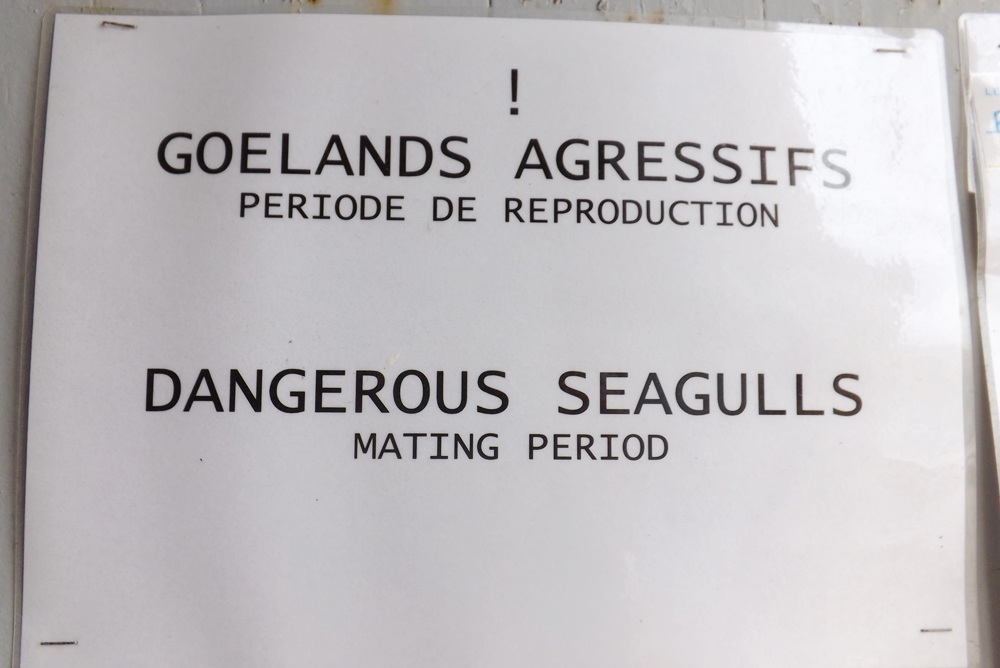 !
GOELANDS AGRESSIFS
PERIODE DE REPRODUCTION
DANGEROUS SEAGULLS
MATING PERIOD